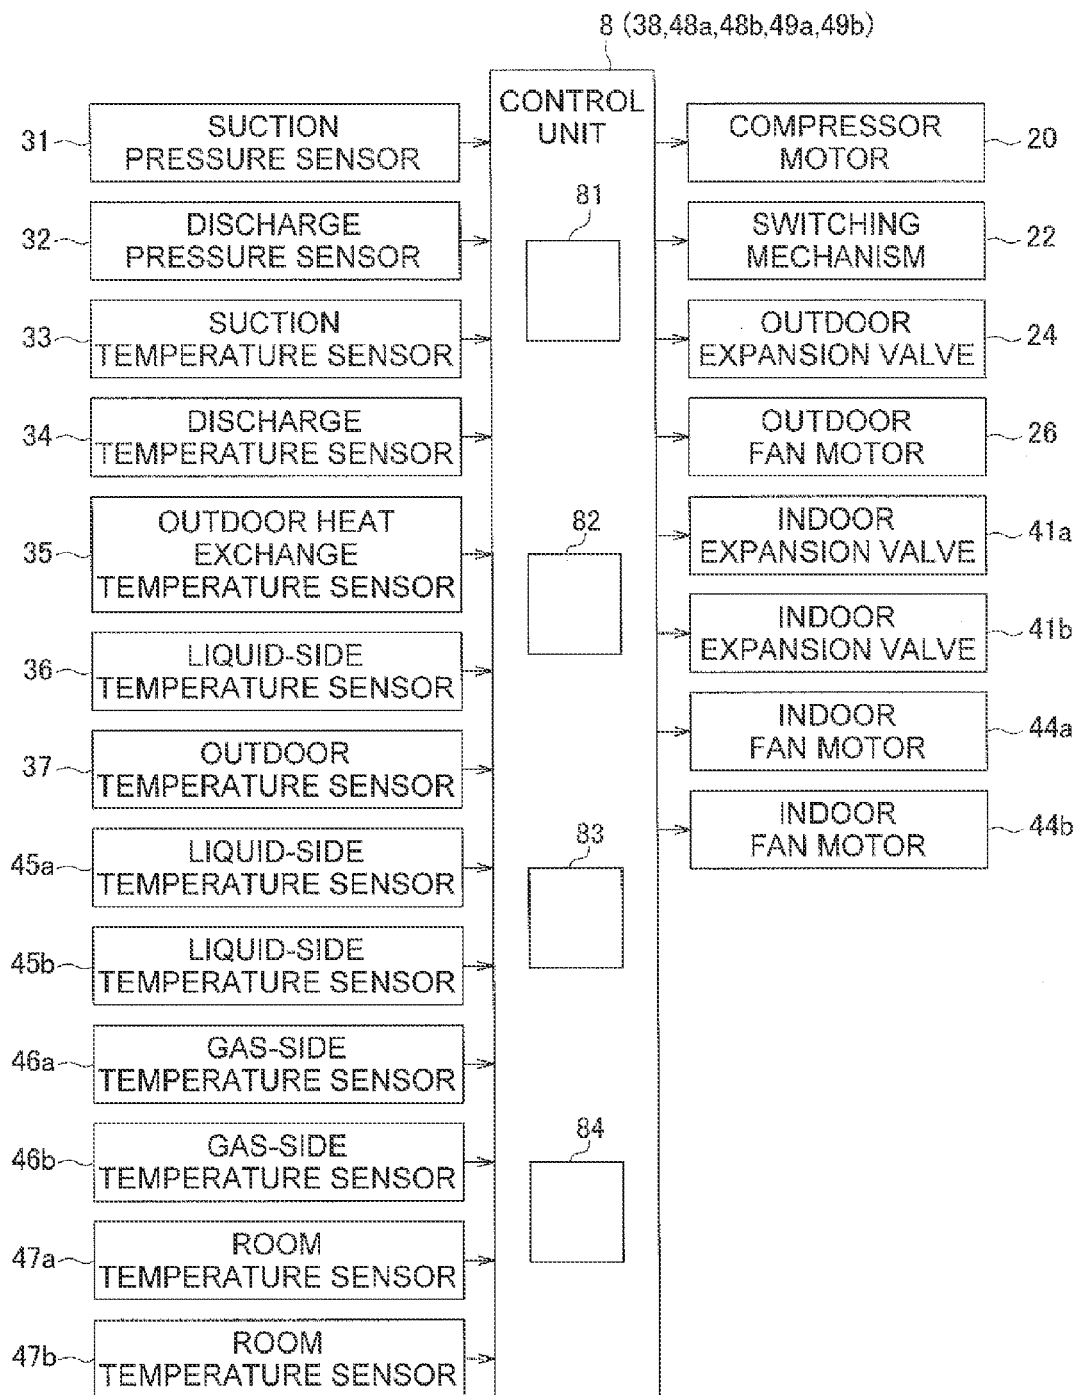 8 (38,48a,48b,49a,49b)
CONTROL
UNIT
81
82
83
84
31
SUCTION
PRESSURE SENSOR
32
DISCHARGE
PRESSURE SENSOR
33
SUCTION
TEMPERATURE SENSOR
34
DISCHARGE
TEMPERATURE SENSOR
35
OUTDOOR HEAT
EXCHANGE
TEMPERATURE SENSOR
36
LIQUID-SIDE
TEMPERATURE SENSOR
37
OUTDOOR
TEMPERATURE SENSOR
45a
LIQUID-SIDE
TEMPERATURE SENSOR
45b
LIQUID-SIDE
TEMPERATURE SENSOR
46a
GAS-SIDE
TEMPERATURE SENSOR
46b
GAS-SIDE
TEMPERATURE SENSOR
47a
ROOM
TEMPERATURE SENSOR
47b
ROOM
TEMPERATURE SENSOR
COMPRESSOR
MOTOR
20
SWITCHING
MECHANISM
22
OUTDOOR
EXPANSION VALVE
24
OUTDOOR
FAN MOTOR
26
INDOOR
EXPANSION VALVE
41a
INDOOR
EXPANSION VALVE
41b
INDOOR
FAN MOTOR
44a
INDOOR
FAN MOTOR
44b